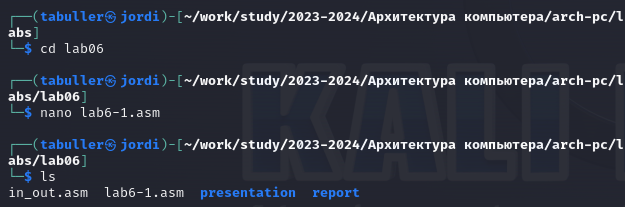 ┌──(tabuller㉿jordi)-[~/work/study/2023-2024/Архитектура компьютера/arch-pc/l
abs]
└─$ cd lab06
┌──(tabuller㉿jordi)-[~/work/study/2023-2024/Архитектура компьютера/arch-pc/l
abs/lab06]
└─$ nano lab6-1.asm
┌──(tabuller㉿jordi)-[~/work/study/2023-2024/Архитектура компьютера/arch-pc/l
abs/lab06]
└─$ ls
in_out.asm  lab6-1.asm  presentation  report
KALI